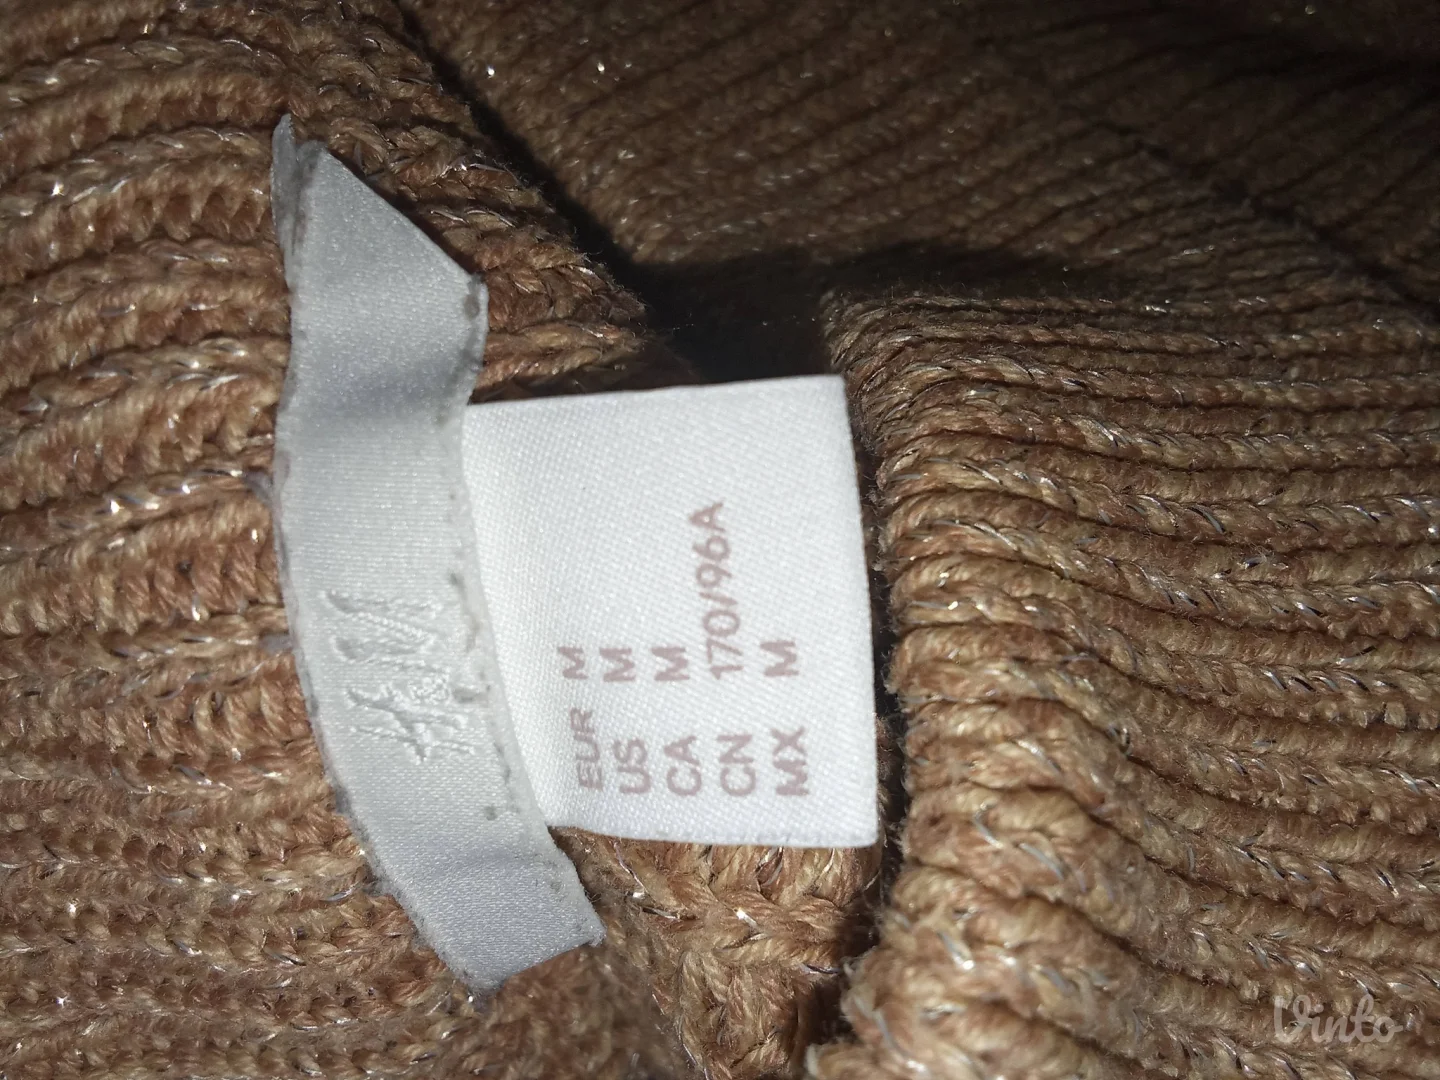 H&M
EUR M
US M
CA M
CN 170/96A
MX M
Vinto